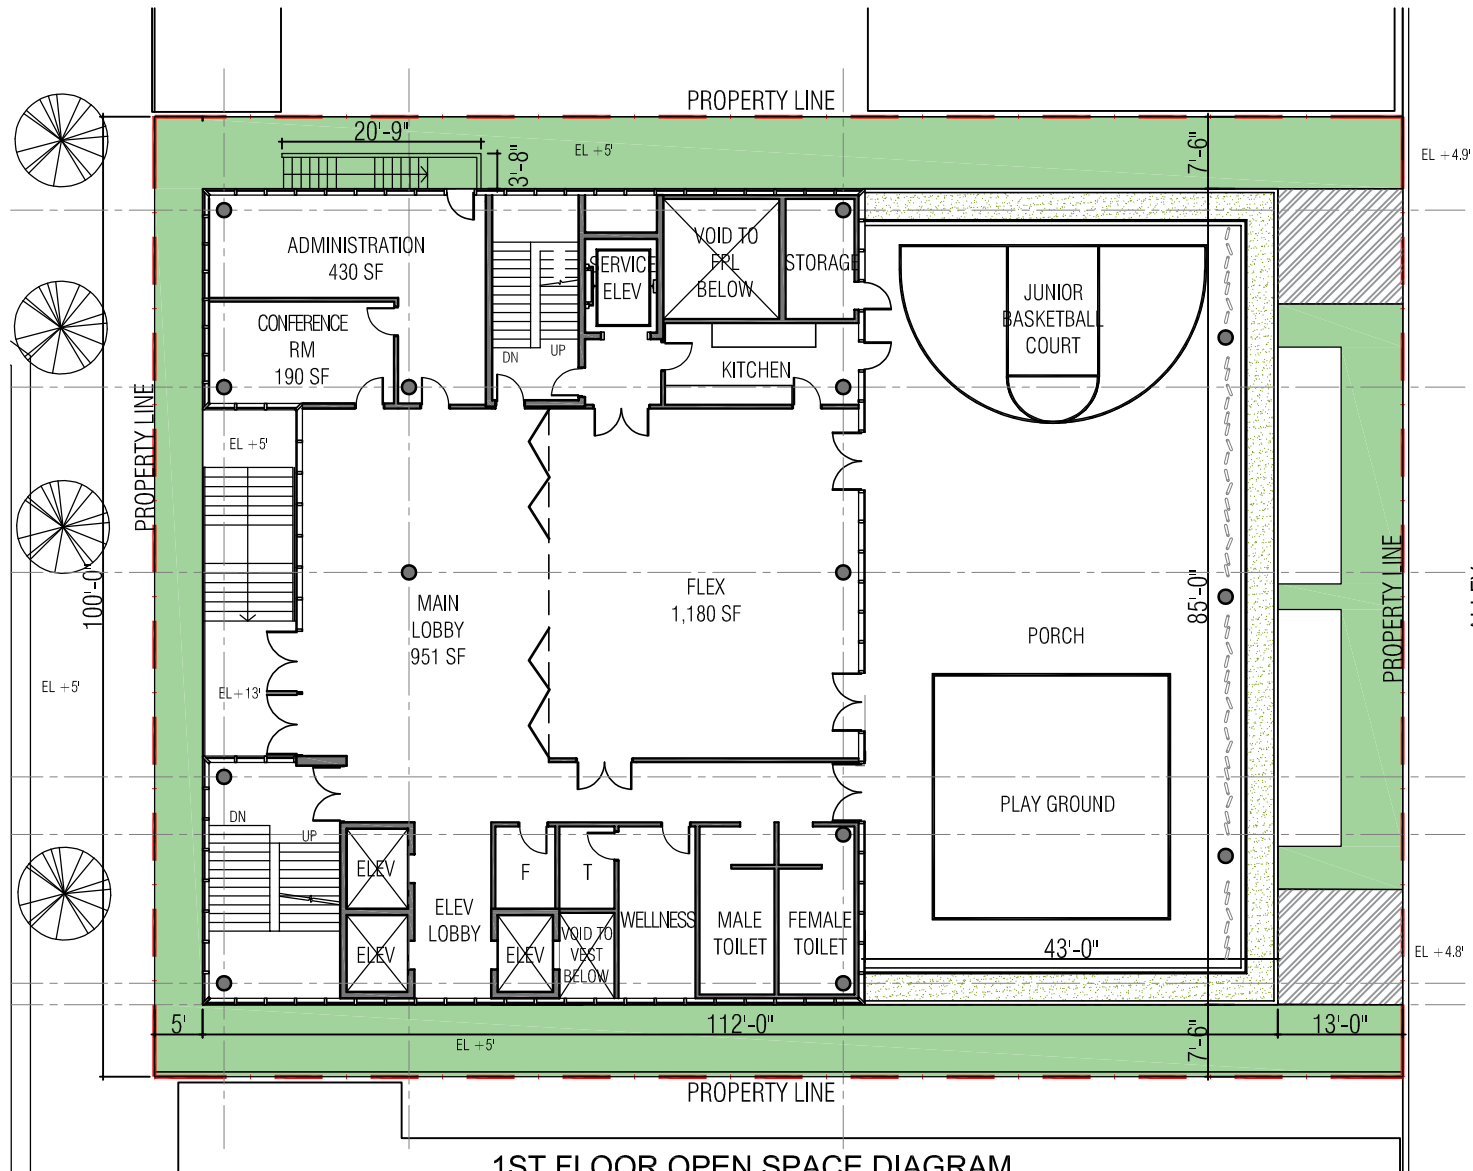 PROPERTY LINE
20'-9"
3'-8"
EL +5'
7'-6"
EL +4.9'
ADMINISTRATION
430 SF
SERVICE
ELEV
VOID TO
FPL
BELOW
STORAGE
JUNIOR
BASKETBALL
COURT
CONFERENCE
RM
190 SF
DN
UP
KITCHEN
PROPERTY LINE
EL +5'
100'-0"
MAIN
LOBBY
951 SF
FLEX
1,180 SF
85'-0"
PORCH
PROPERTY LINE
EL +5'
EL+13'
PLAY GROUND
DN
UP
ELEV
F
T
ELEV
LOBBY
WELLNESS
MALE
TOILET
FEMALE
TOILET
ELEV
ELEV
VOID TO
VEST
BELOW
43'-0"
EL +4.8'
5'
112'-0"
13'-0"
EL +5'
7'-6"
PROPERTY LINE
1ST FLOOR OPEN SPACE DIAGRAM